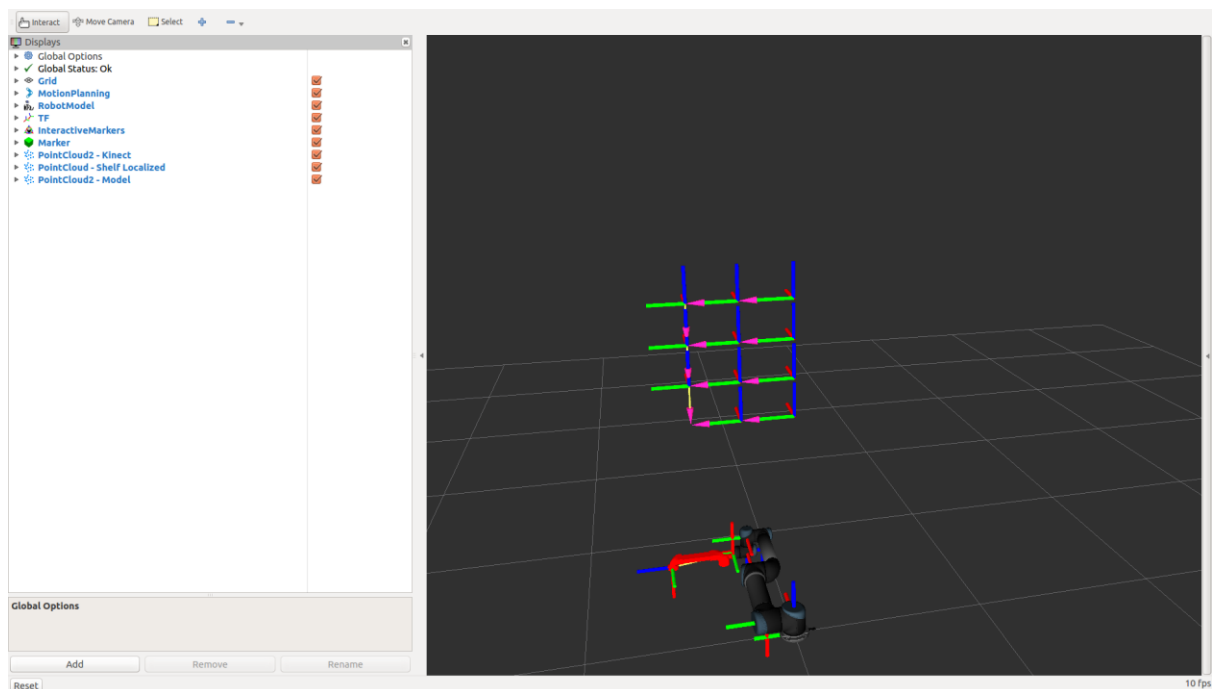 Interact Move Camera Select
Displays
Global Options
Global Status: Ok
Grid
MotionPlanning
RobotModel
TF
InteractiveMarkers
Marker
PointCloud2 - Kinect
PointCloud - Shelf Localized
PointCloud2 - Model
Global Options
Add Remove Rename
Reset 10 fps